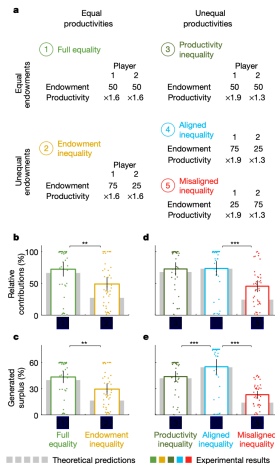 a
Equal
productivities
Unequal
productivities
Equal
endowments
1 Full equality
Player
1 2
Endowment 50 50
Productivity ×1.6 ×1.6
3 Productivity
inequality
Player
1 2
Endowment 50 50
Productivity ×1.9 ×1.3
Unequal
endowments
2 Endowment
inequality
Player
1 2
Endowment 75 25
Productivity ×1.6 ×1.6
4 Aligned
inequality
1 2
Endowment 75 25
Productivity ×1.9 ×1.3
5 Misaligned
inequality
1 2
Endowment 25 75
Productivity ×1.9 ×1.3
b
Relative
contributions
100
50
0
**
d
***
c
Generated
surplus
60
30
0
**
e
*** ***
Full
equality
Endowment
inequality
Productivity
inequality
Aligned
inequality
Misaligned
inequality
Theoretical predictions
Experimental results